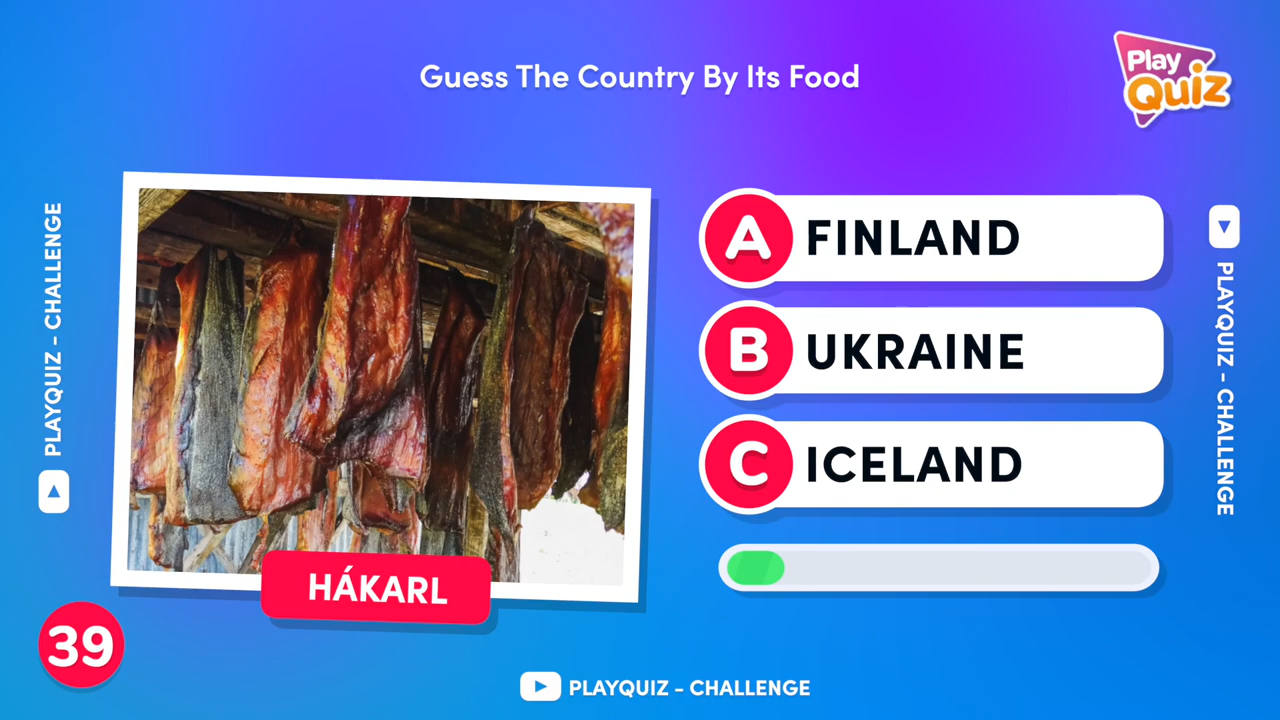 Guess The Country By Its Food
Play
Quiz
PLAYQUIZ - CHALLENGE
A FINLAND
B UKRAINE
C ICELAND
HÁKARL
39
PLAYQUIZ - CHALLENGE
PLAYQUIZ - CHALLENGE